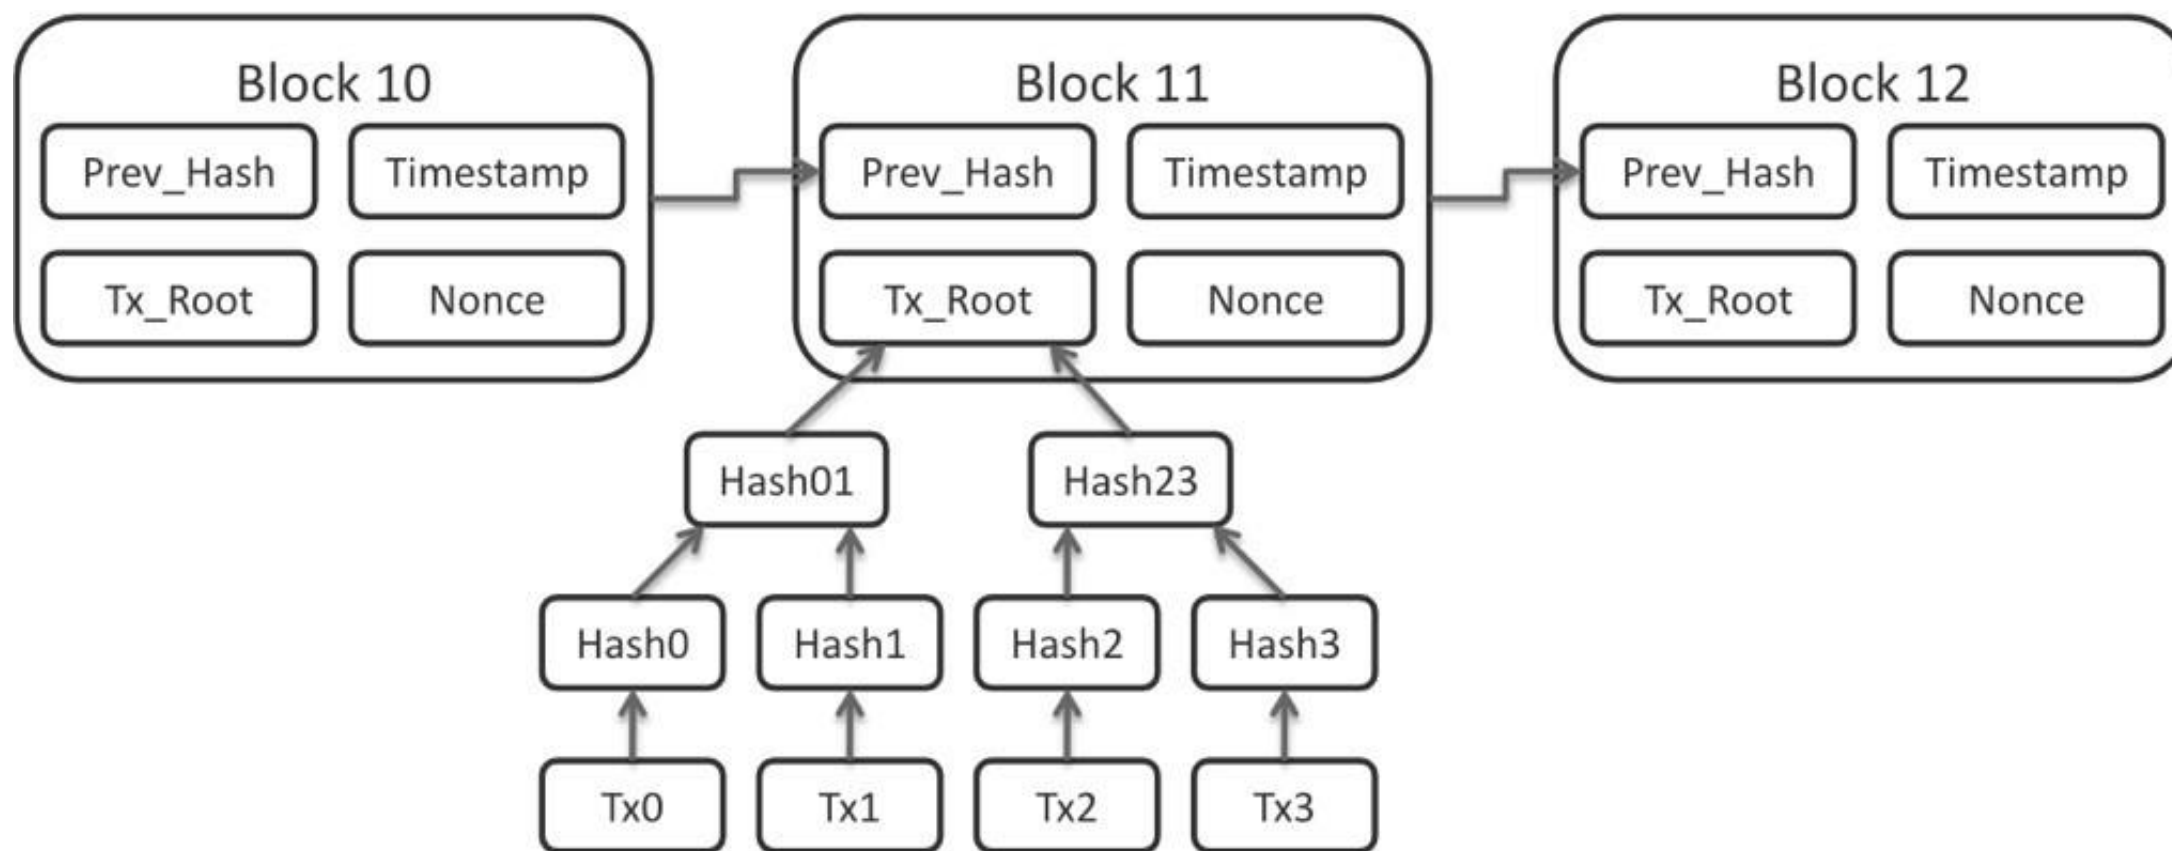 Block 10
Prev_Hash
Timestamp
Tx_Root
Nonce
Block 11
Prev_Hash
Timestamp
Tx_Root
Nonce
Block 12
Prev_Hash
Timestamp
Tx_Root
Nonce
Hash01
Hash23
Hash0
Hash1
Hash2
Hash3
Tx0
Tx1
Tx2
Tx3